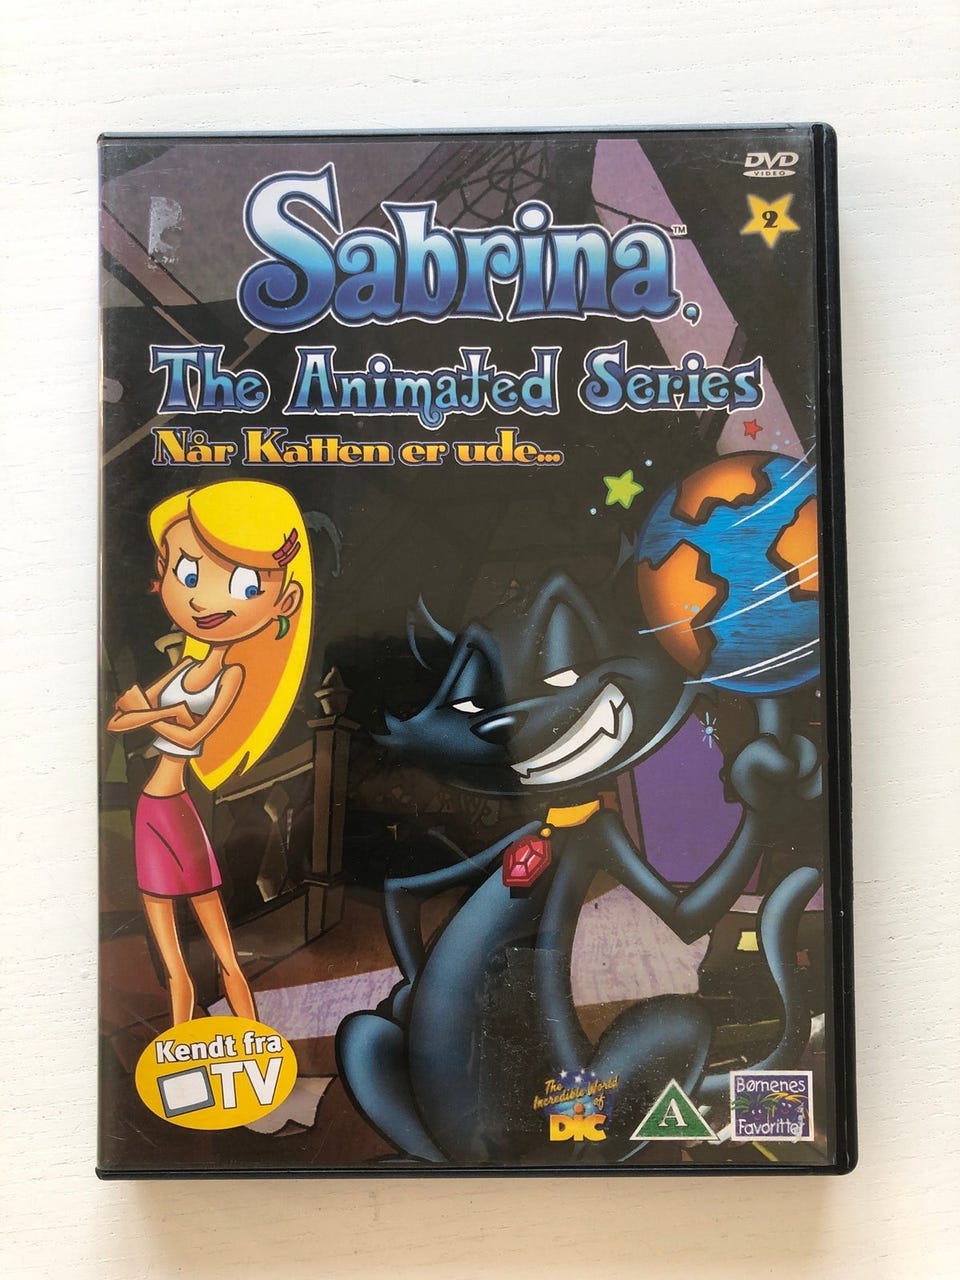 DVD
VIDEO
2
Sabrina,™
The Animated Series
Når Katten er ude...
Kendt fra
TV
The
Incredible World
of
DIC
A
Børnenes
Favoritter